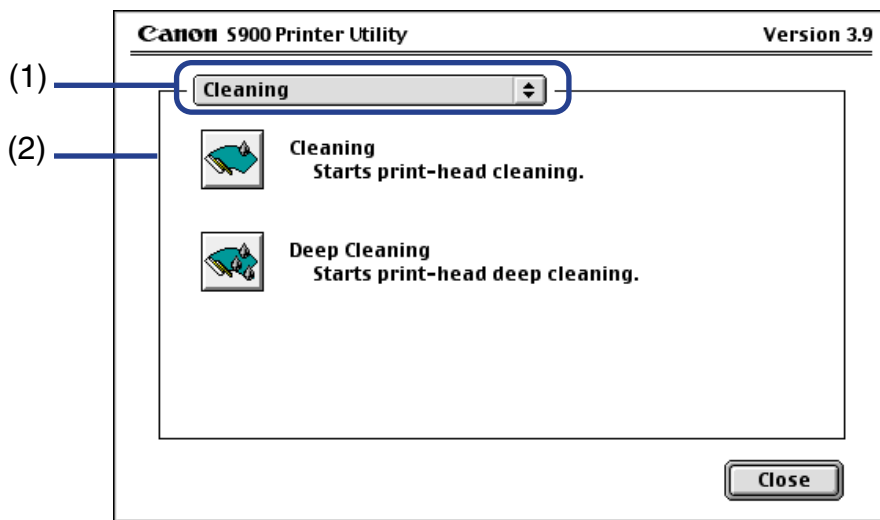 Canon S900 Printer Utility Version 3.9
(1) Cleaning
(2)
Cleaning
Starts print-head cleaning.
Deep Cleaning
Starts print-head deep cleaning.
Close